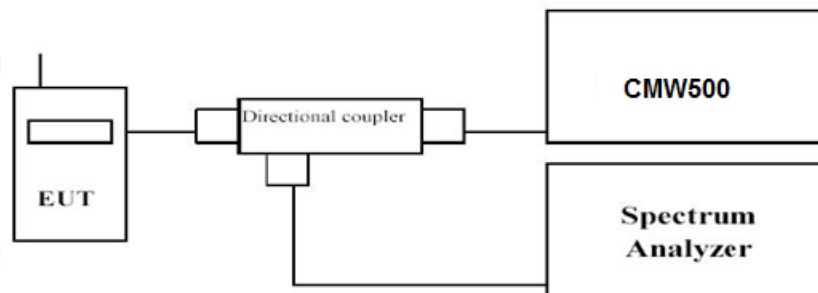 CMW500
Directional coupler
EUT
Spectrum
Analyzer